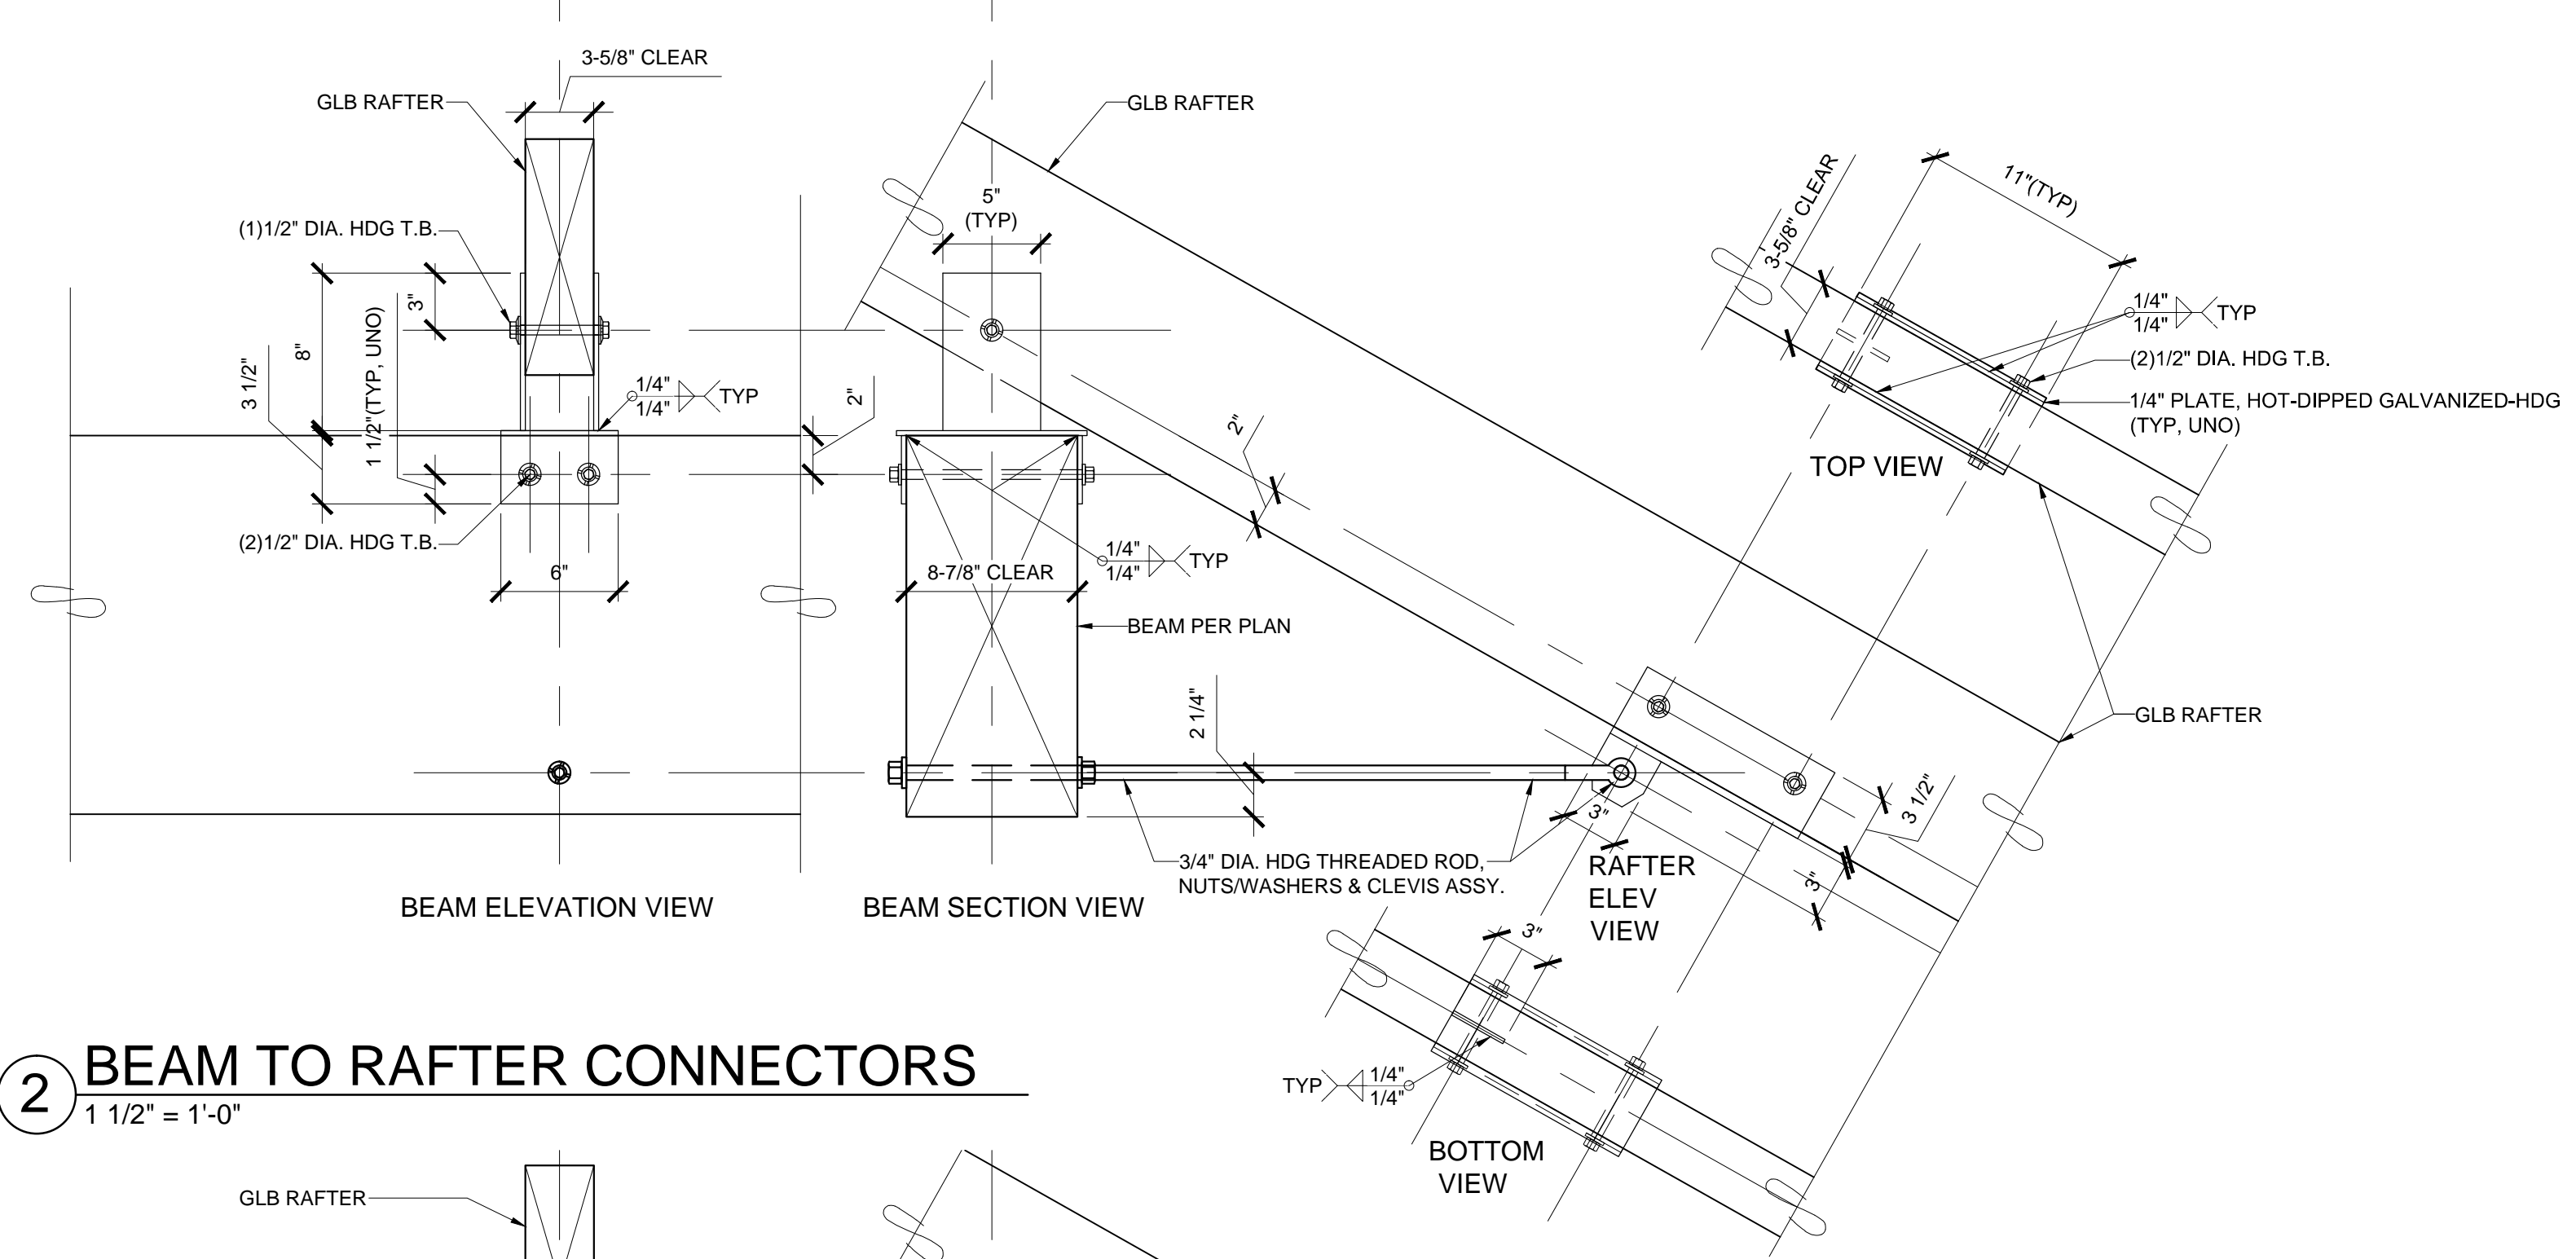 3-5/8" CLEAR
GLB RAFTER
(1)1/2" DIA. HDG T.B.
3"
8"
3 1/2"
1 1/2"(TYP, UNO)
1/4"
1/4"
TYP
2"
(2)1/2" DIA. HDG T.B.
6"
BEAM ELEVATION VIEW
GLB RAFTER
5"
(TYP)
2"
1/4"
1/4"
TYP
8-7/8" CLEAR
BEAM PER PLAN
2 1/4"
3/4" DIA. HDG THREADED ROD,
NUTS/WASHERS & CLEVIS ASSY.
BEAM SECTION VIEW
3-5/8" CLEAR
11"(TYP)
1/4"
1/4"
TYP
(2)1/2" DIA. HDG T.B.
1/4" PLATE, HOT-DIPPED GALVANIZED-HDG
(TYP, UNO)
TOP VIEW
GLB RAFTER
3 1/2"
3"
3"
RAFTER
ELEV
VIEW
3"
TYP
1/4"
1/4"
BOTTOM
VIEW
2
BEAM TO RAFTER CONNECTORS
1 1/2" = 1'-0"
GLB RAFTER